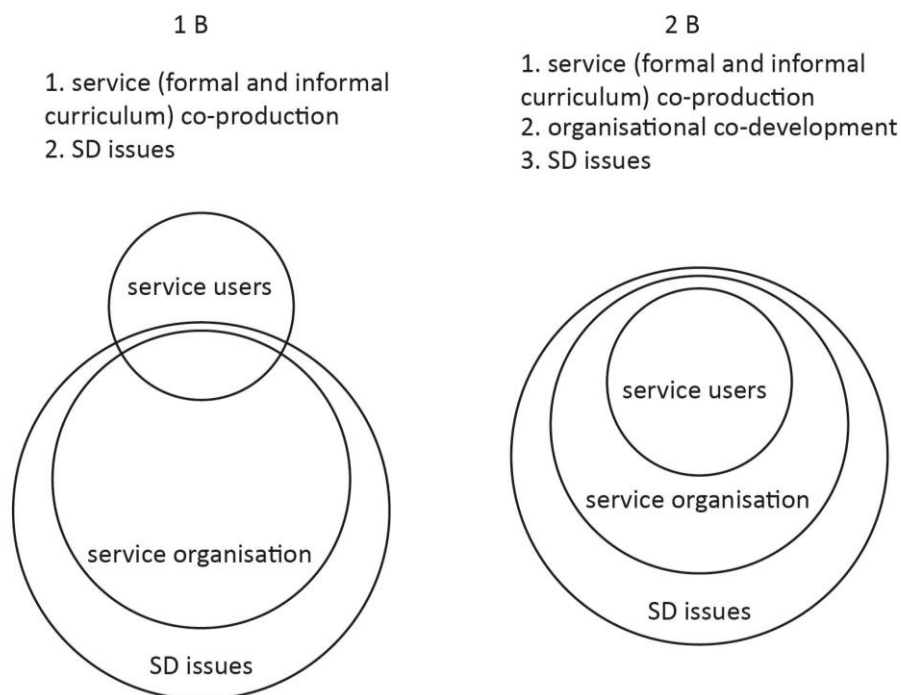 1 B
1. service (formal and informal
curriculum) co-production
2. SD issues
service users
service organisation
SD issues
2 B
1. service (formal and informal
curriculum) co-production
2. organisational co-development
3. SD issues
service users
service organisation
SD issues